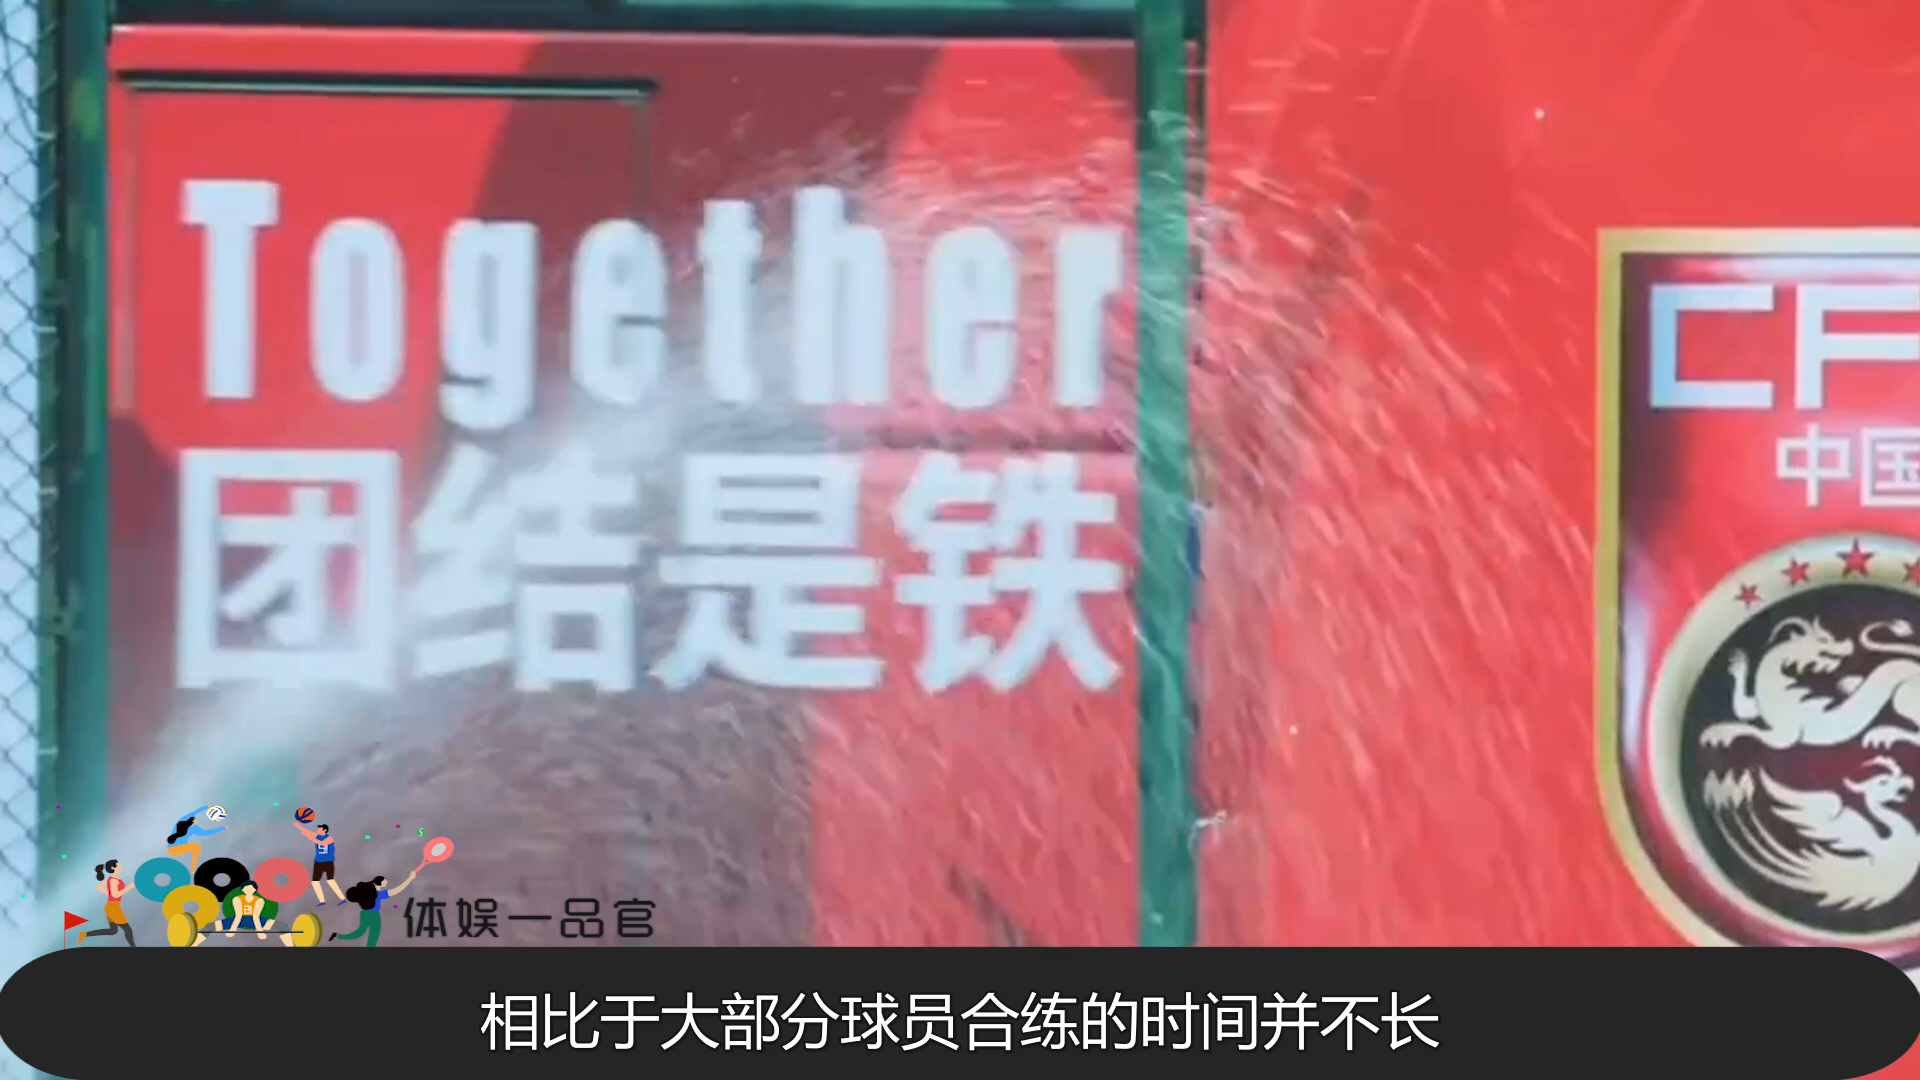 Together
团结是铁
CF
中国
体娱一品官
相比于大部分球员合练的时间并不长